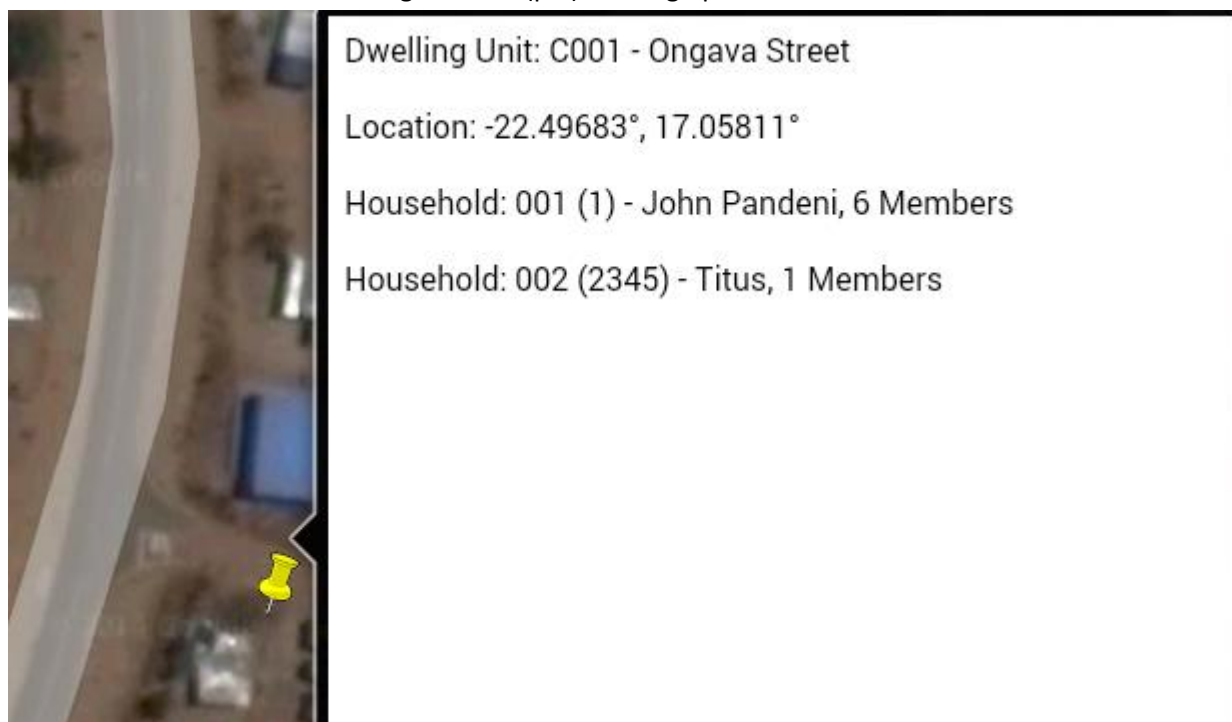 Dwelling Unit: C001 - Ongava Street
Location: -22.49683°, 17.05811°
Household: 001 (1) - John Pandeni, 6 Members
Household: 002 (2345) - Titus, 1 Members